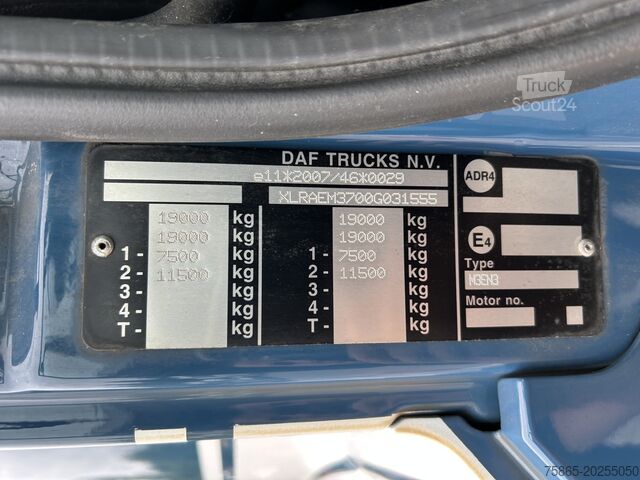 Truck
Scout24
DAF TRUCKS N.V.
e11*2007/46*0029
XLRAEM3700G031555
19000 kg 19000 kg
19000 kg 19000 kg
1- 7500 kg 1- 7500 kg
2- 11500 kg 2- 11500 kg
3- kg 3- kg
4- kg 4- kg
T- kg T- kg
ADR4
E4
Type
Motor no.
75865-20255050